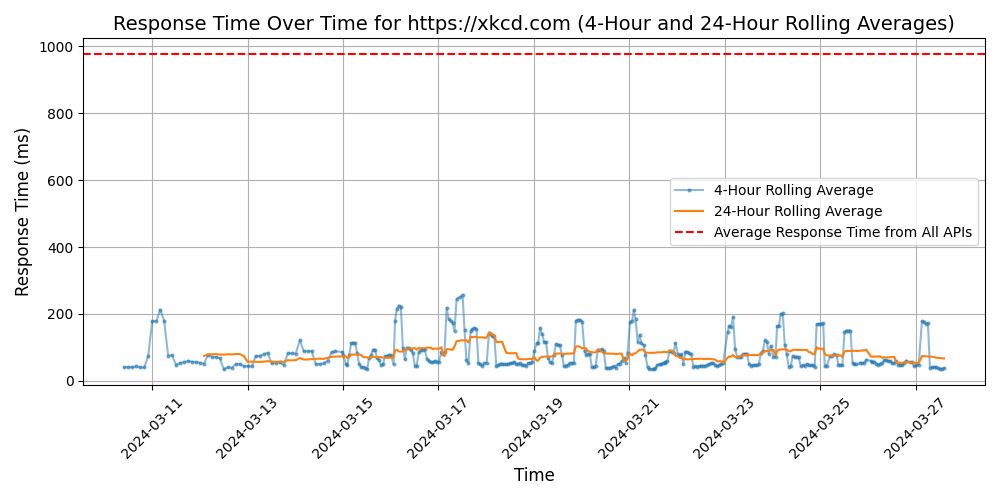 Response Time Over Time for https://xkcd.com (4-Hour and 24-Hour Rolling Averages)
1000
800
600
400
200
0
Response Time (ms)
4-Hour Rolling Average
24-Hour Rolling Average
Average Response Time from All APIs
2024-03-11
2024-03-13
2024-03-15
2024-03-17
2024-03-19
2024-03-21
2024-03-23
2024-03-25
2024-03-27
Time